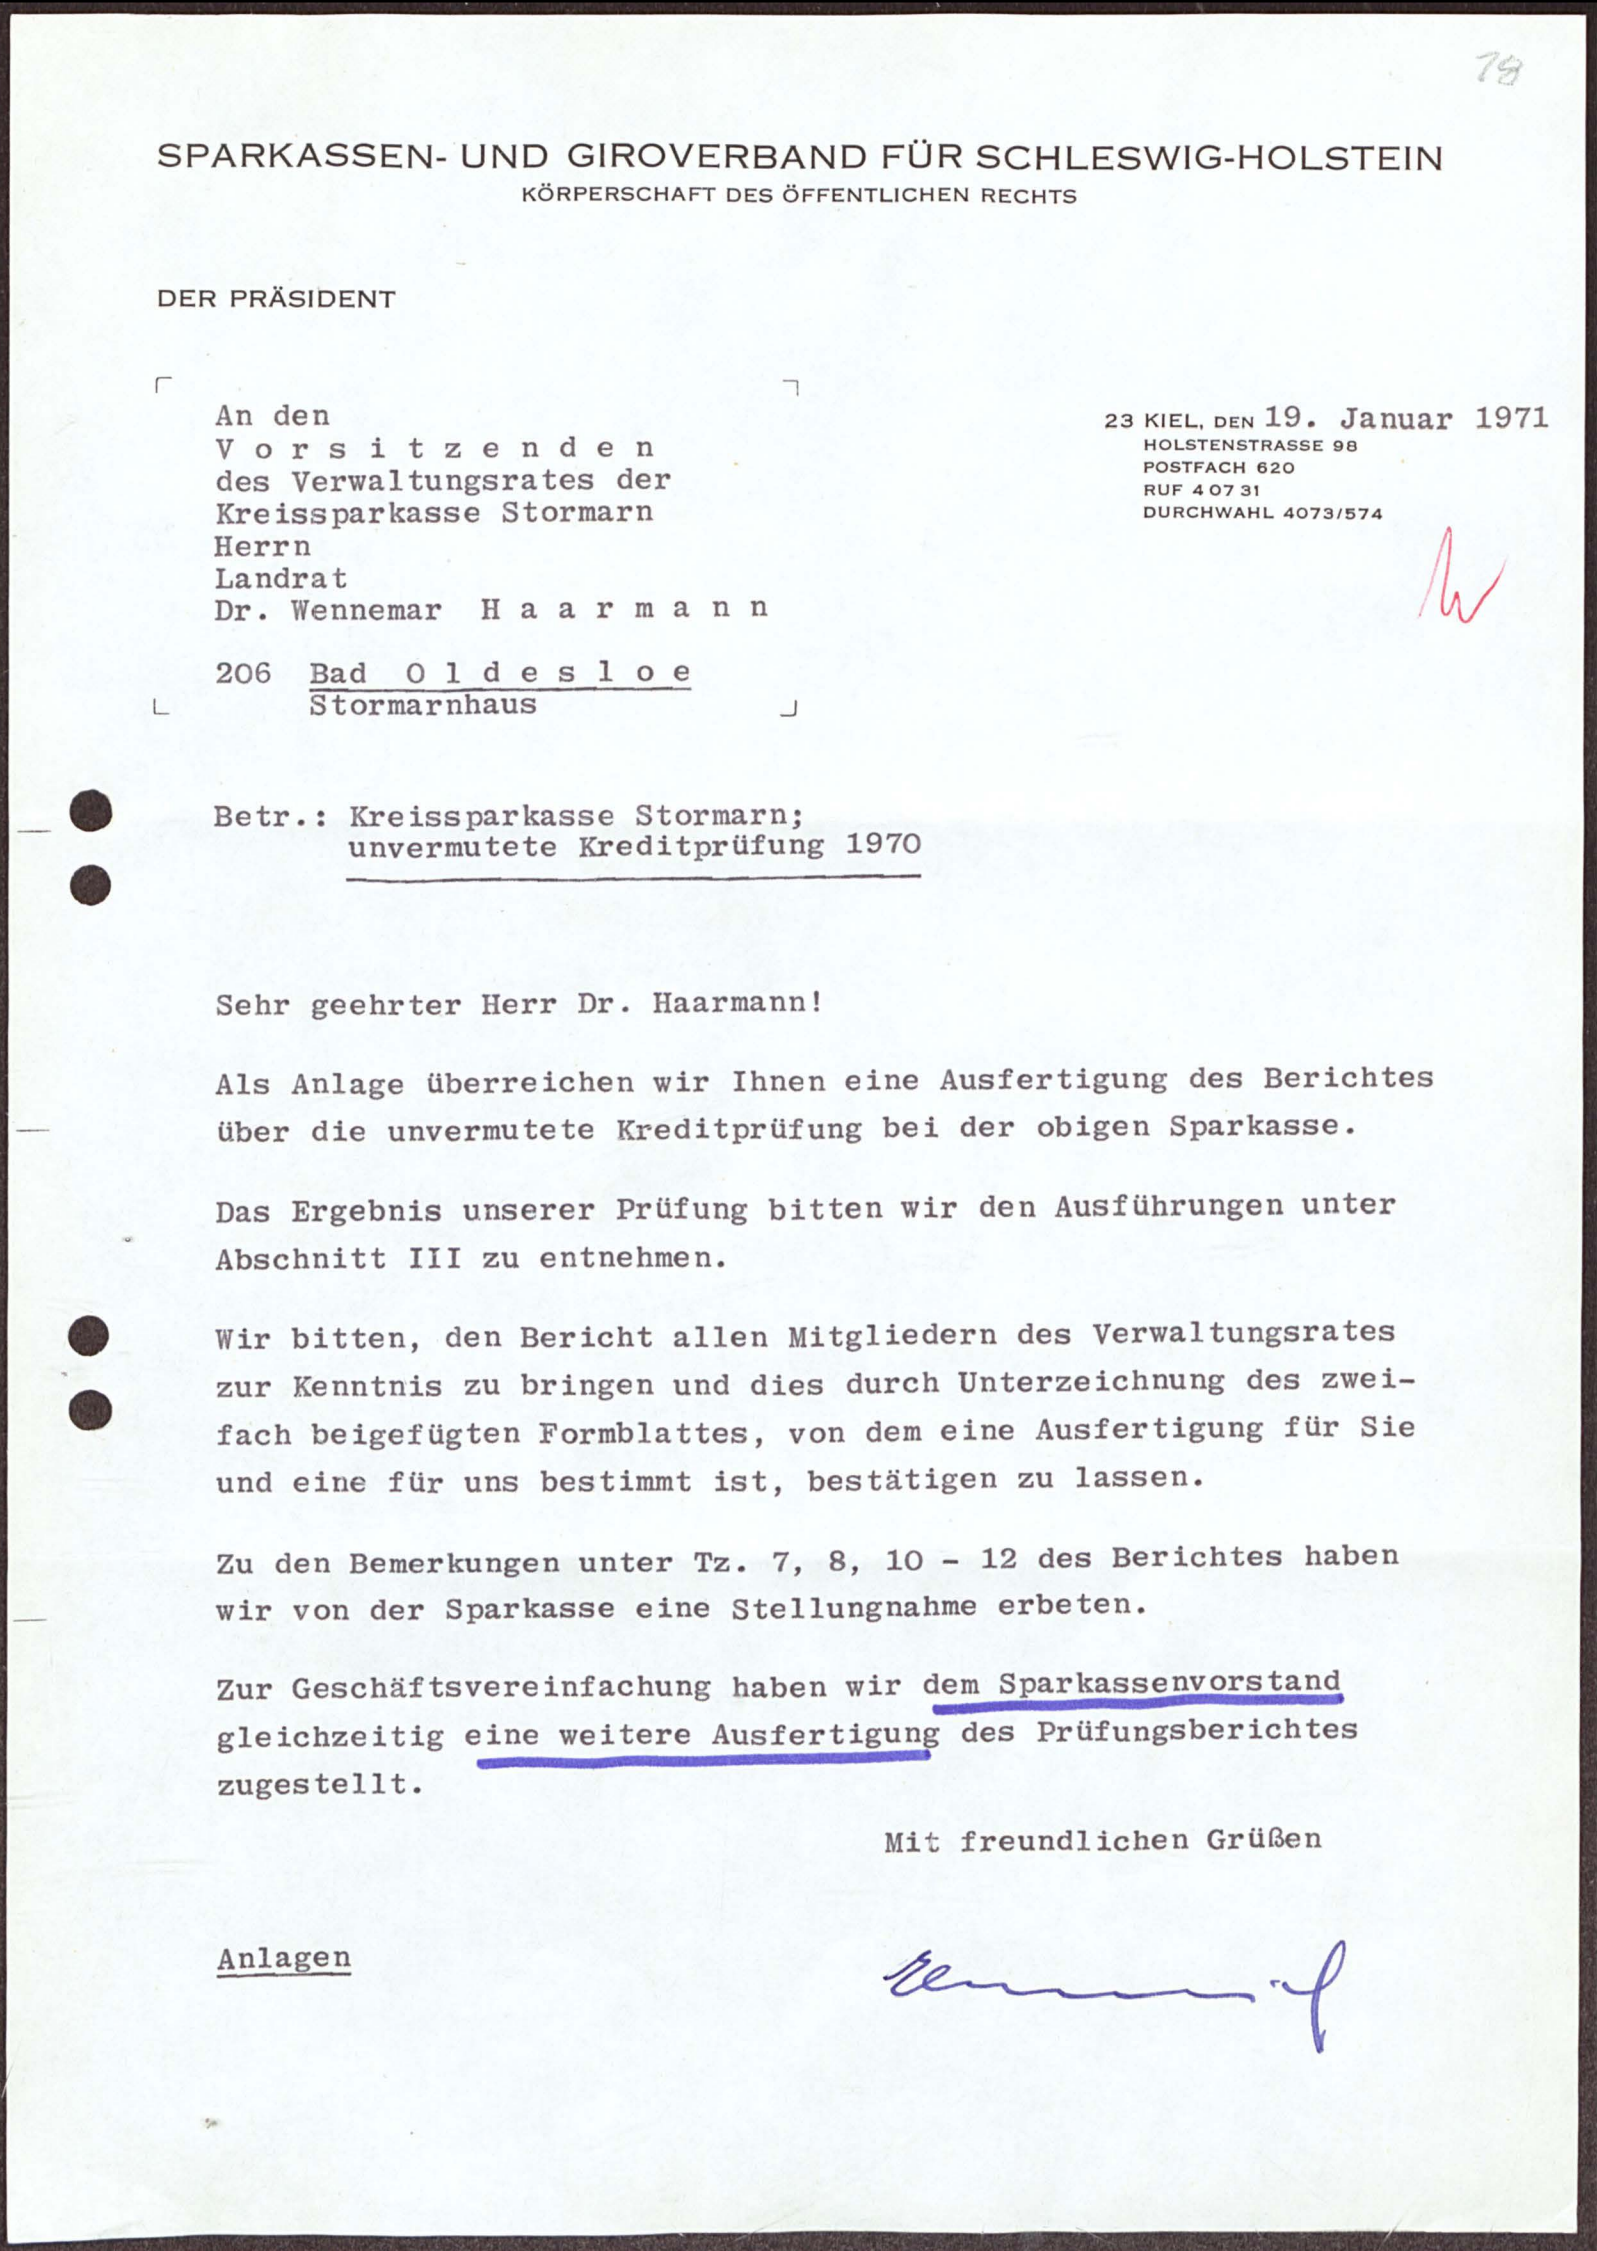 78
SPARKASSEN- UND GIROVERBAND FÜR SCHLESWIG-HOLSTEIN
KÖRPERSCHAFT DES ÖFFENTLICHEN RECHTS
DER PRÄSIDENT
An den
V o r s i t z e n d e n
des Verwaltungsrates der
Kreissparkasse Stormarn
Herrn
Landrat
Dr. Wennemar H a a r m a n n
206 Bad O l d e s l o e
Stormarnhaus
23 KIEL, DEN 19. Januar 1971
HOLSTENSTRASSE 98
POSTFACH 620
RUF 4 07 31
DURCHWAHL 4073/574
Betr.: Kreissparkasse Stormarn;
unvermutete Kreditprüfung 1970
Sehr geehrter Herr Dr. Haarmann!
Als Anlage überreichen wir Ihnen eine Ausfertigung des Berichtes
über die unvermutete Kreditprüfung bei der obigen Sparkasse.
Das Ergebnis unserer Prüfung bitten wir den Ausführungen unter
Abschnitt III zu entnehmen.
Wir bitten, den Bericht allen Mitgliedern des Verwaltungsrates
zur Kenntnis zu bringen und dies durch Unterzeichnung des zwei-
fach beigefügten Formblattes, von dem eine Ausfertigung für Sie
und eine für uns bestimmt ist, bestätigen zu lassen.
Zu den Bemerkungen unter Tz. 7, 8, 10 - 12 des Berichtes haben
wir von der Sparkasse eine Stellungnahme erbeten.
Zur Geschäftsvereinfachung haben wir dem Sparkassenvorstand
gleichzeitig eine weitere Ausfertigung des Prüfungsberichtes
zugestellt.
Mit freundlichen Grüßen
Anlagen